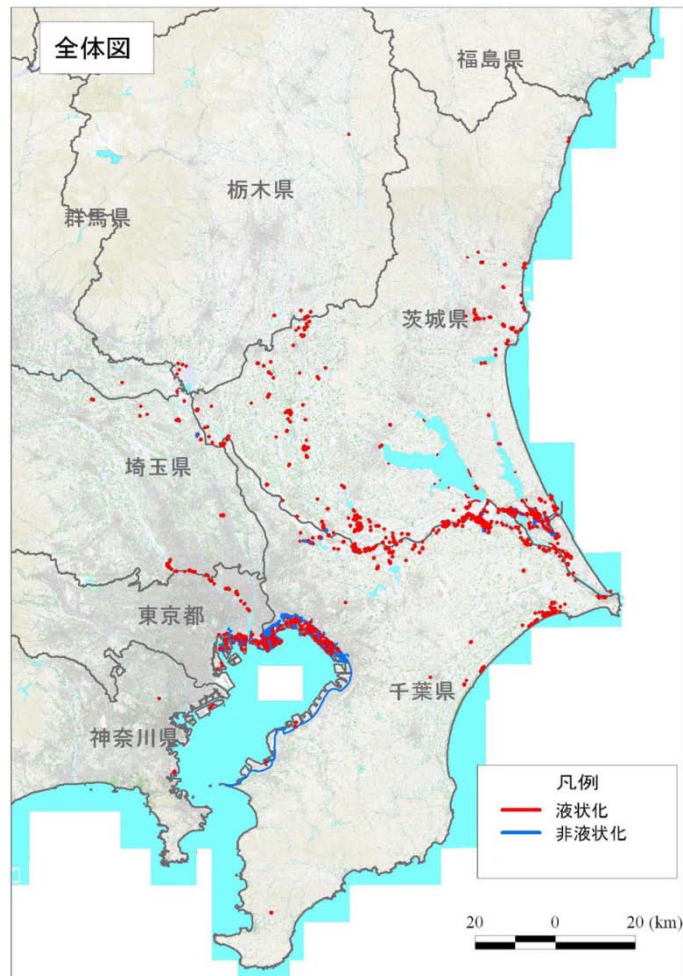 全体図
福島県
栃木県
群馬県
茨城県
埼玉県
東京都
千葉県
神奈川県
凡例
液状化
非液状化
20 0 20 (km)